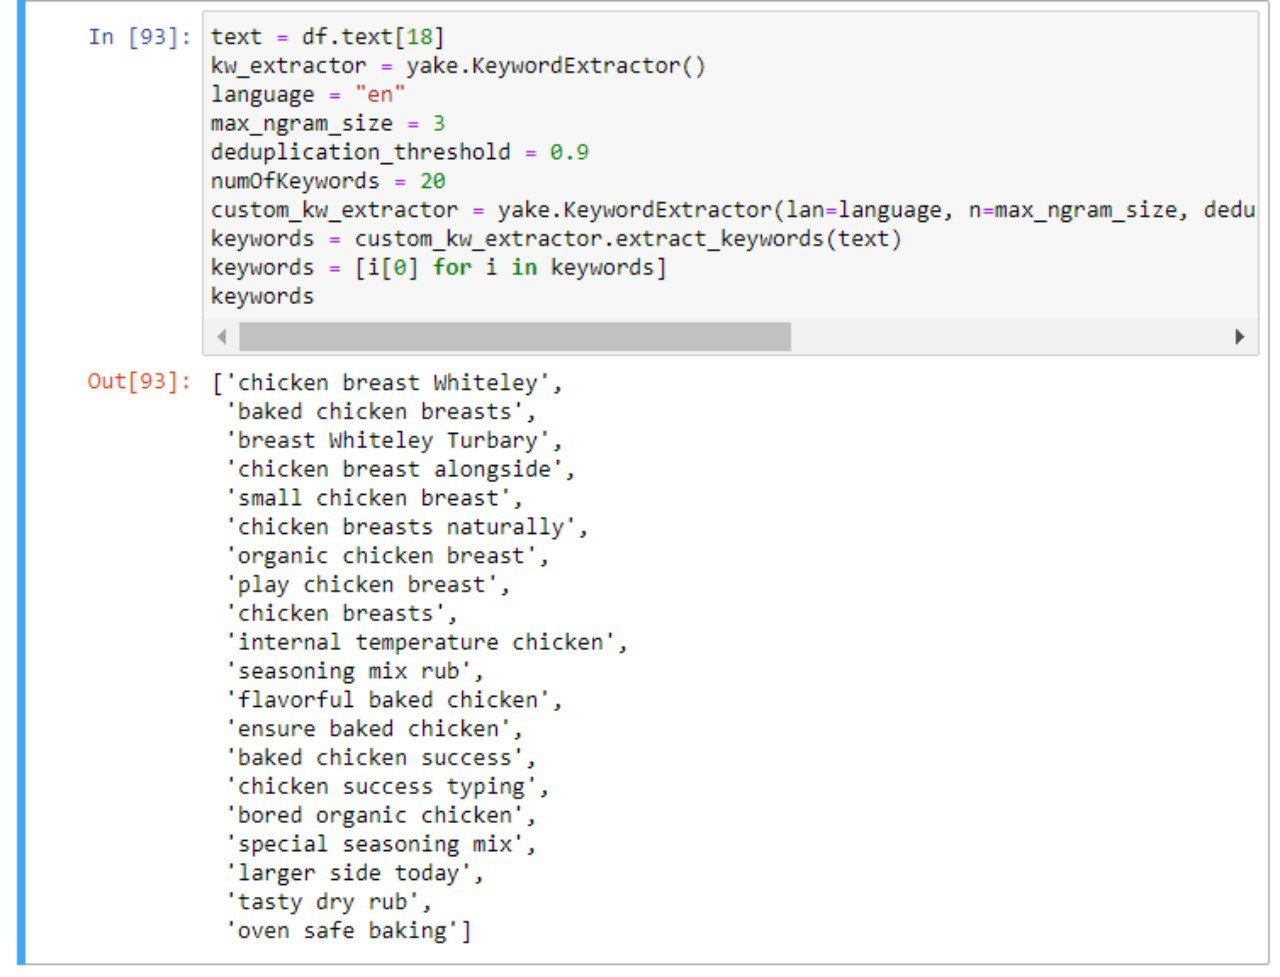 In [93]: text = df.text[18]
kw_extractor = yake.KeywordExtractor()
language = "en"
max_ngram_size = 3
deduplication_threshold = 0.9
numOfKeywords = 20
custom_kw_extractor = yake.KeywordExtractor(lan=language, n=max_ngram_size, dedu
keywords = custom_kw_extractor.extract_keywords(text)
keywords = [i[0] for i in keywords]
keywords
Out[93]: ['chicken breast Whiteley',
'baked chicken breasts',
'breast Whiteley Turbary',
'chicken breast alongside',
'small chicken breast',
'chicken breasts naturally',
'organic chicken breast',
'play chicken breast',
'chicken breasts',
'internal temperature chicken',
'seasoning mix rub',
'flavorful baked chicken',
'ensure baked chicken',
'baked chicken success',
'chicken success typing',
'bored organic chicken',
'special seasoning mix',
'larger side today',
'tasty dry rub',
'oven safe baking']